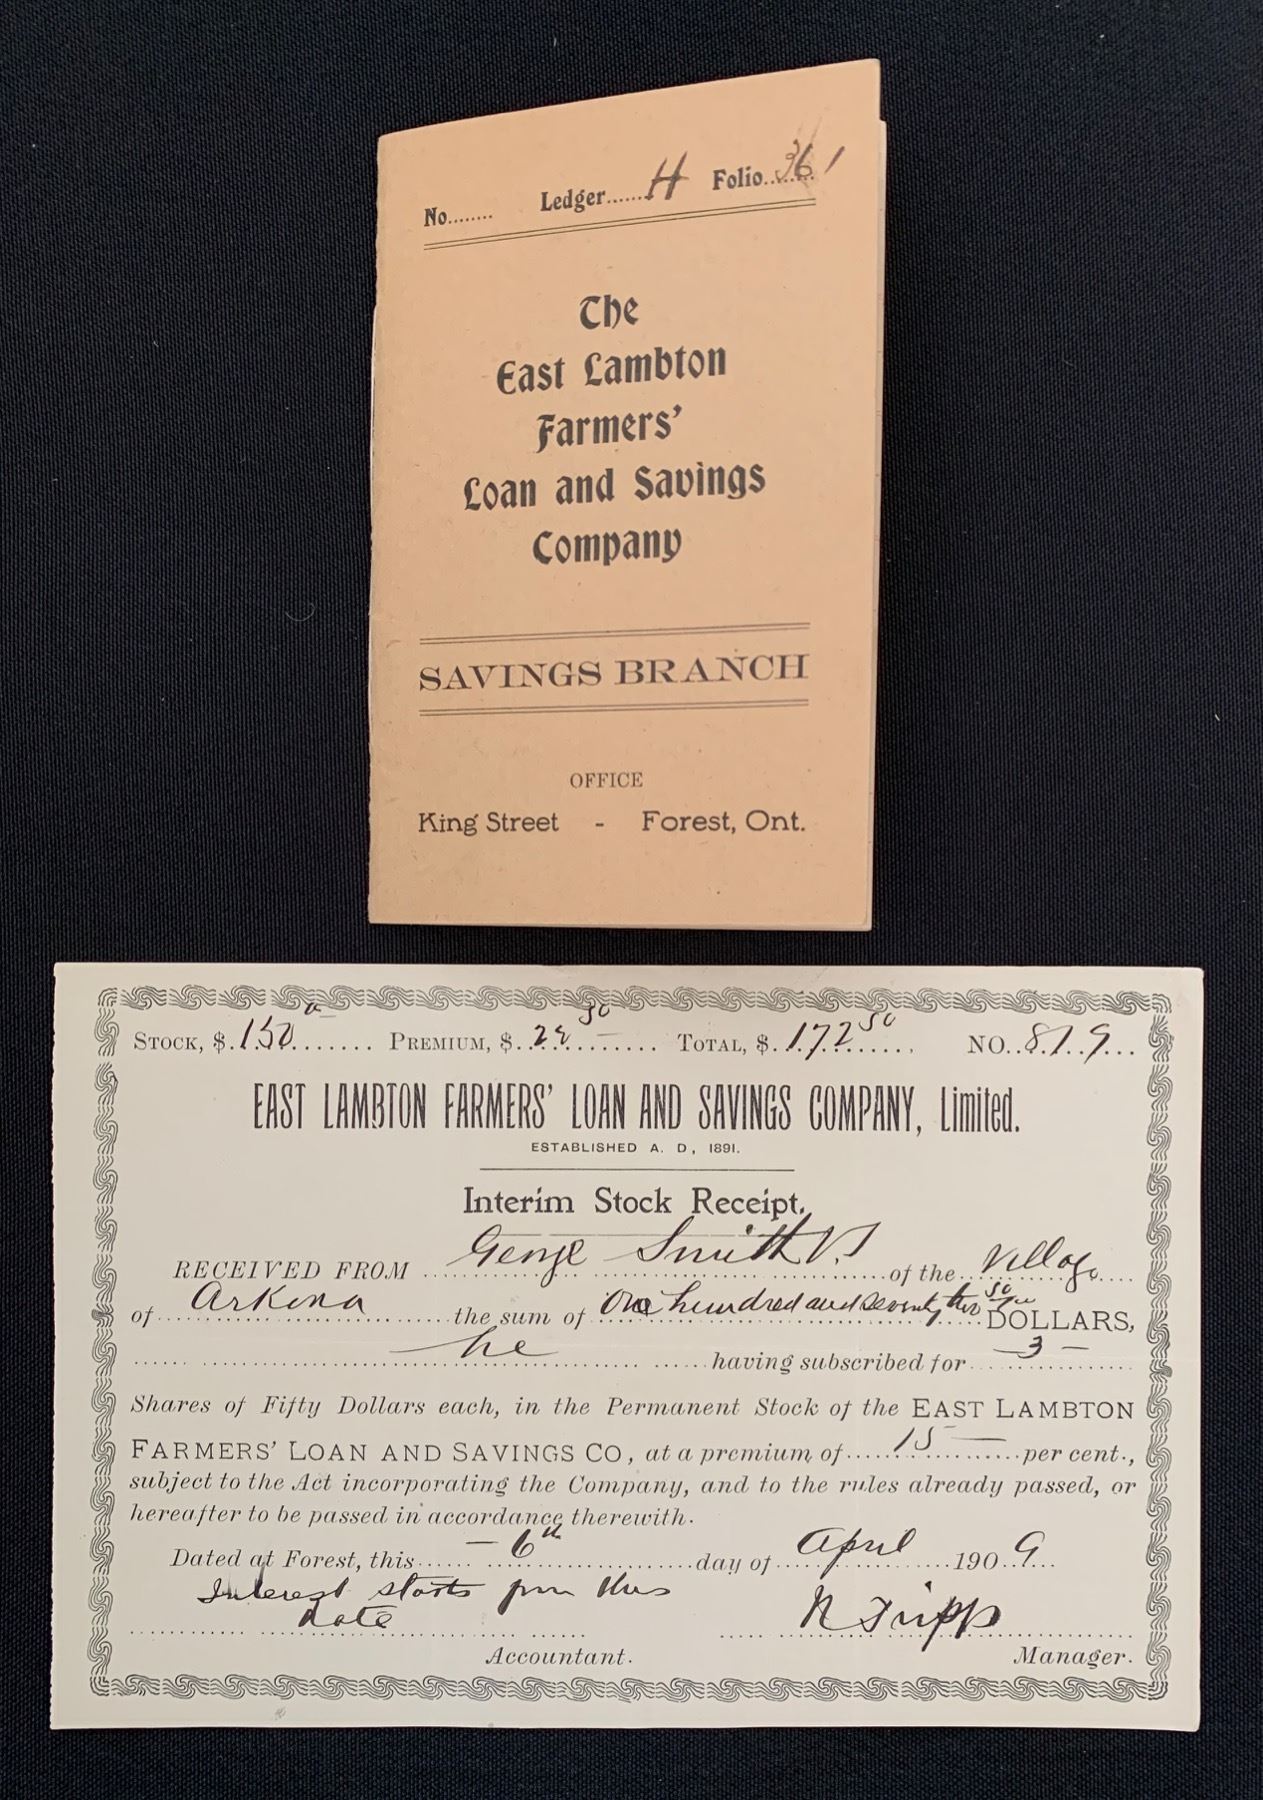 No........ Ledger.......H Folio..361
The
East Lambton
Farmers'
Loan and Savings
Company
SAVINGS BRANCH
OFFICE
King Street - Forest, Ont.
STOCK, $.150........ PREMIUM, $.22 50......... TOTAL, $.172 50....... NO..819...
EAST LAMBTON FARMERS' LOAN AND SAVINGS COMPANY, Limited.
ESTABLISHED A. D, 1891.
Interim Stock Receipt.
RECEIVED FROM George Smith of the Village
of Arkona the sum of One hundred and seventy two 50/100 DOLLARS,
he having subscribed for -3-
Shares of Fifty Dollars each, in the Permanent Stock of the EAST LAMBTON
FARMERS' LOAN AND SAVINGS CO, at a premium of 15 per cent.,
subject to the Act incorporating the Company, and to the rules already passed, or
hereafter to be passed in accordance therewith.
Dated at Forest, this -6th day of April 1909
Interest starts from this
date N Tripp
Accountant. Manager.